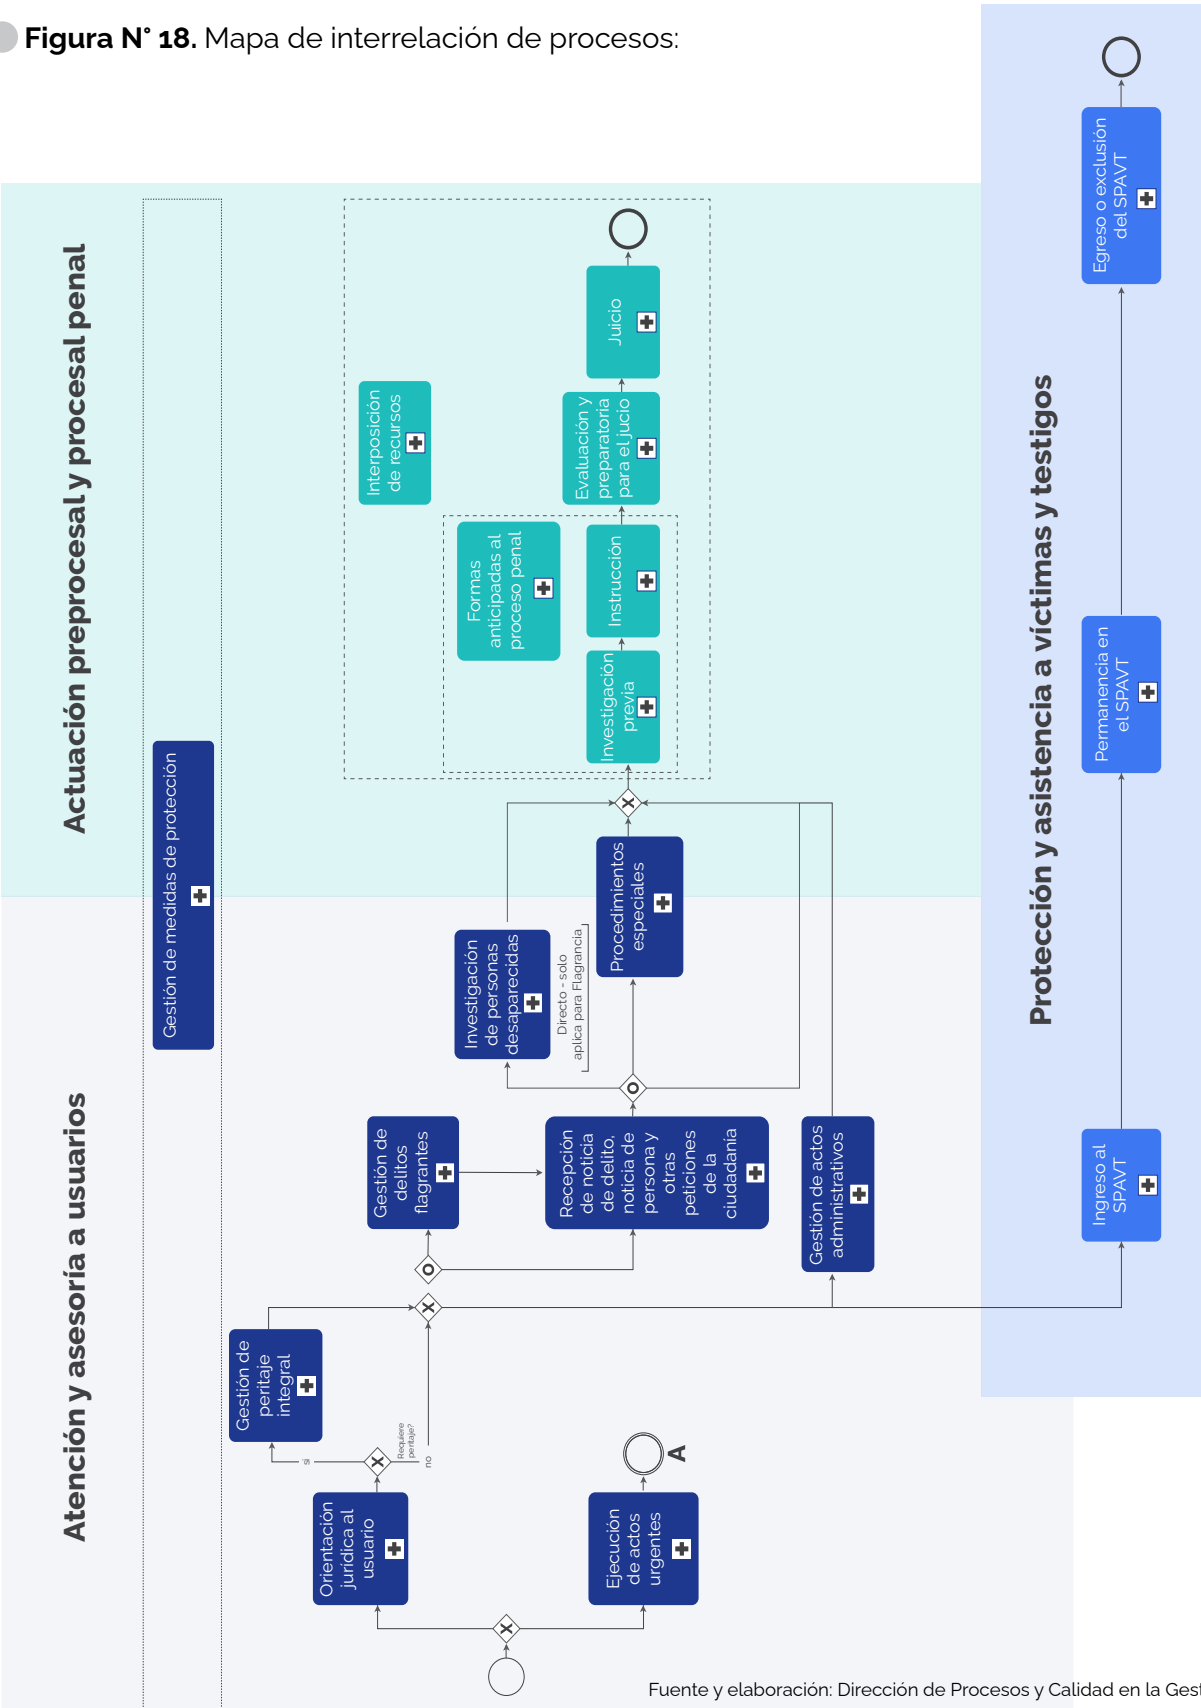 Figura N° 18. Mapa de interrelación de procesos:
Atención y asesoría a usuarios
Actuación preprocesal y procesal penal
Protección y asistencia a víctimas y testigos
Gestión de medidas de protección
Orientación
jurídica al
usuario
X
Ejecución
de actos
urgentes
A
X
si
Requiere
peritaje?
no
Gestión de
peritaje
integral
X
O
Gestión de
delitos
flagrantes
Recepción
de noticia
de delito,
noticia de
persona y
otras
peticiones
de la
ciudadanía
Gestión de actos
administrativos
O
Investigación
de personas
desaparecidas
Directo - solo
aplica para Flagrancia
Procedimientos
especiales
X
Investigación
previa
Instrucción
Formas
anticipadas al
proceso penal
Interposición
de recursos
Evaluación y
preparatoria
para el jucio
Juicio
Ingreso al
SPAVT
Permanencia en
el SPAVT
Egreso o exclusión
del SPAVT
Fuente y elaboración: Dirección de Procesos y Calidad en la Gest